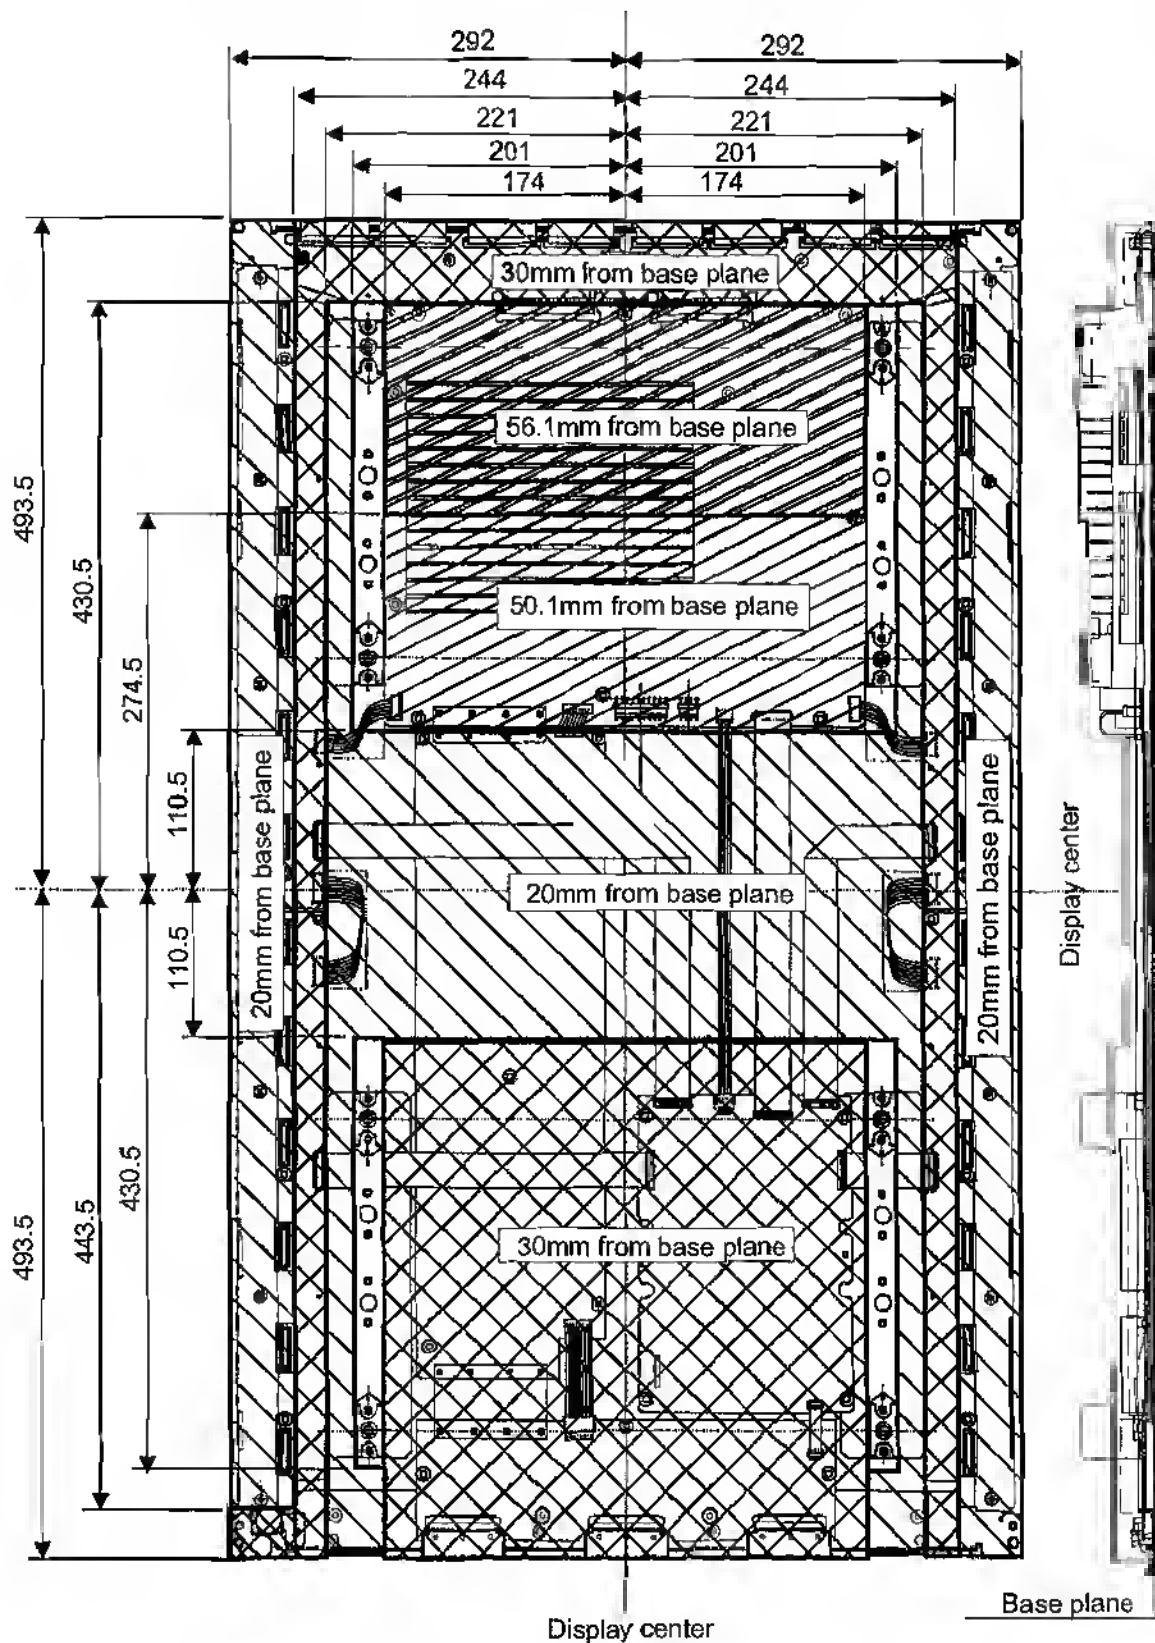 292 292
244 244
221 221
201 201
174 174
30mm from base plane
56.1mm from base plane
50.1mm from base plane
493.5
430.5
274.5
110.5
20mm from base plane
20mm from base plane
20mm from base plane
Display center
110.5
30mm from base plane
430.5
443.5
493.5
Base plane
Display center